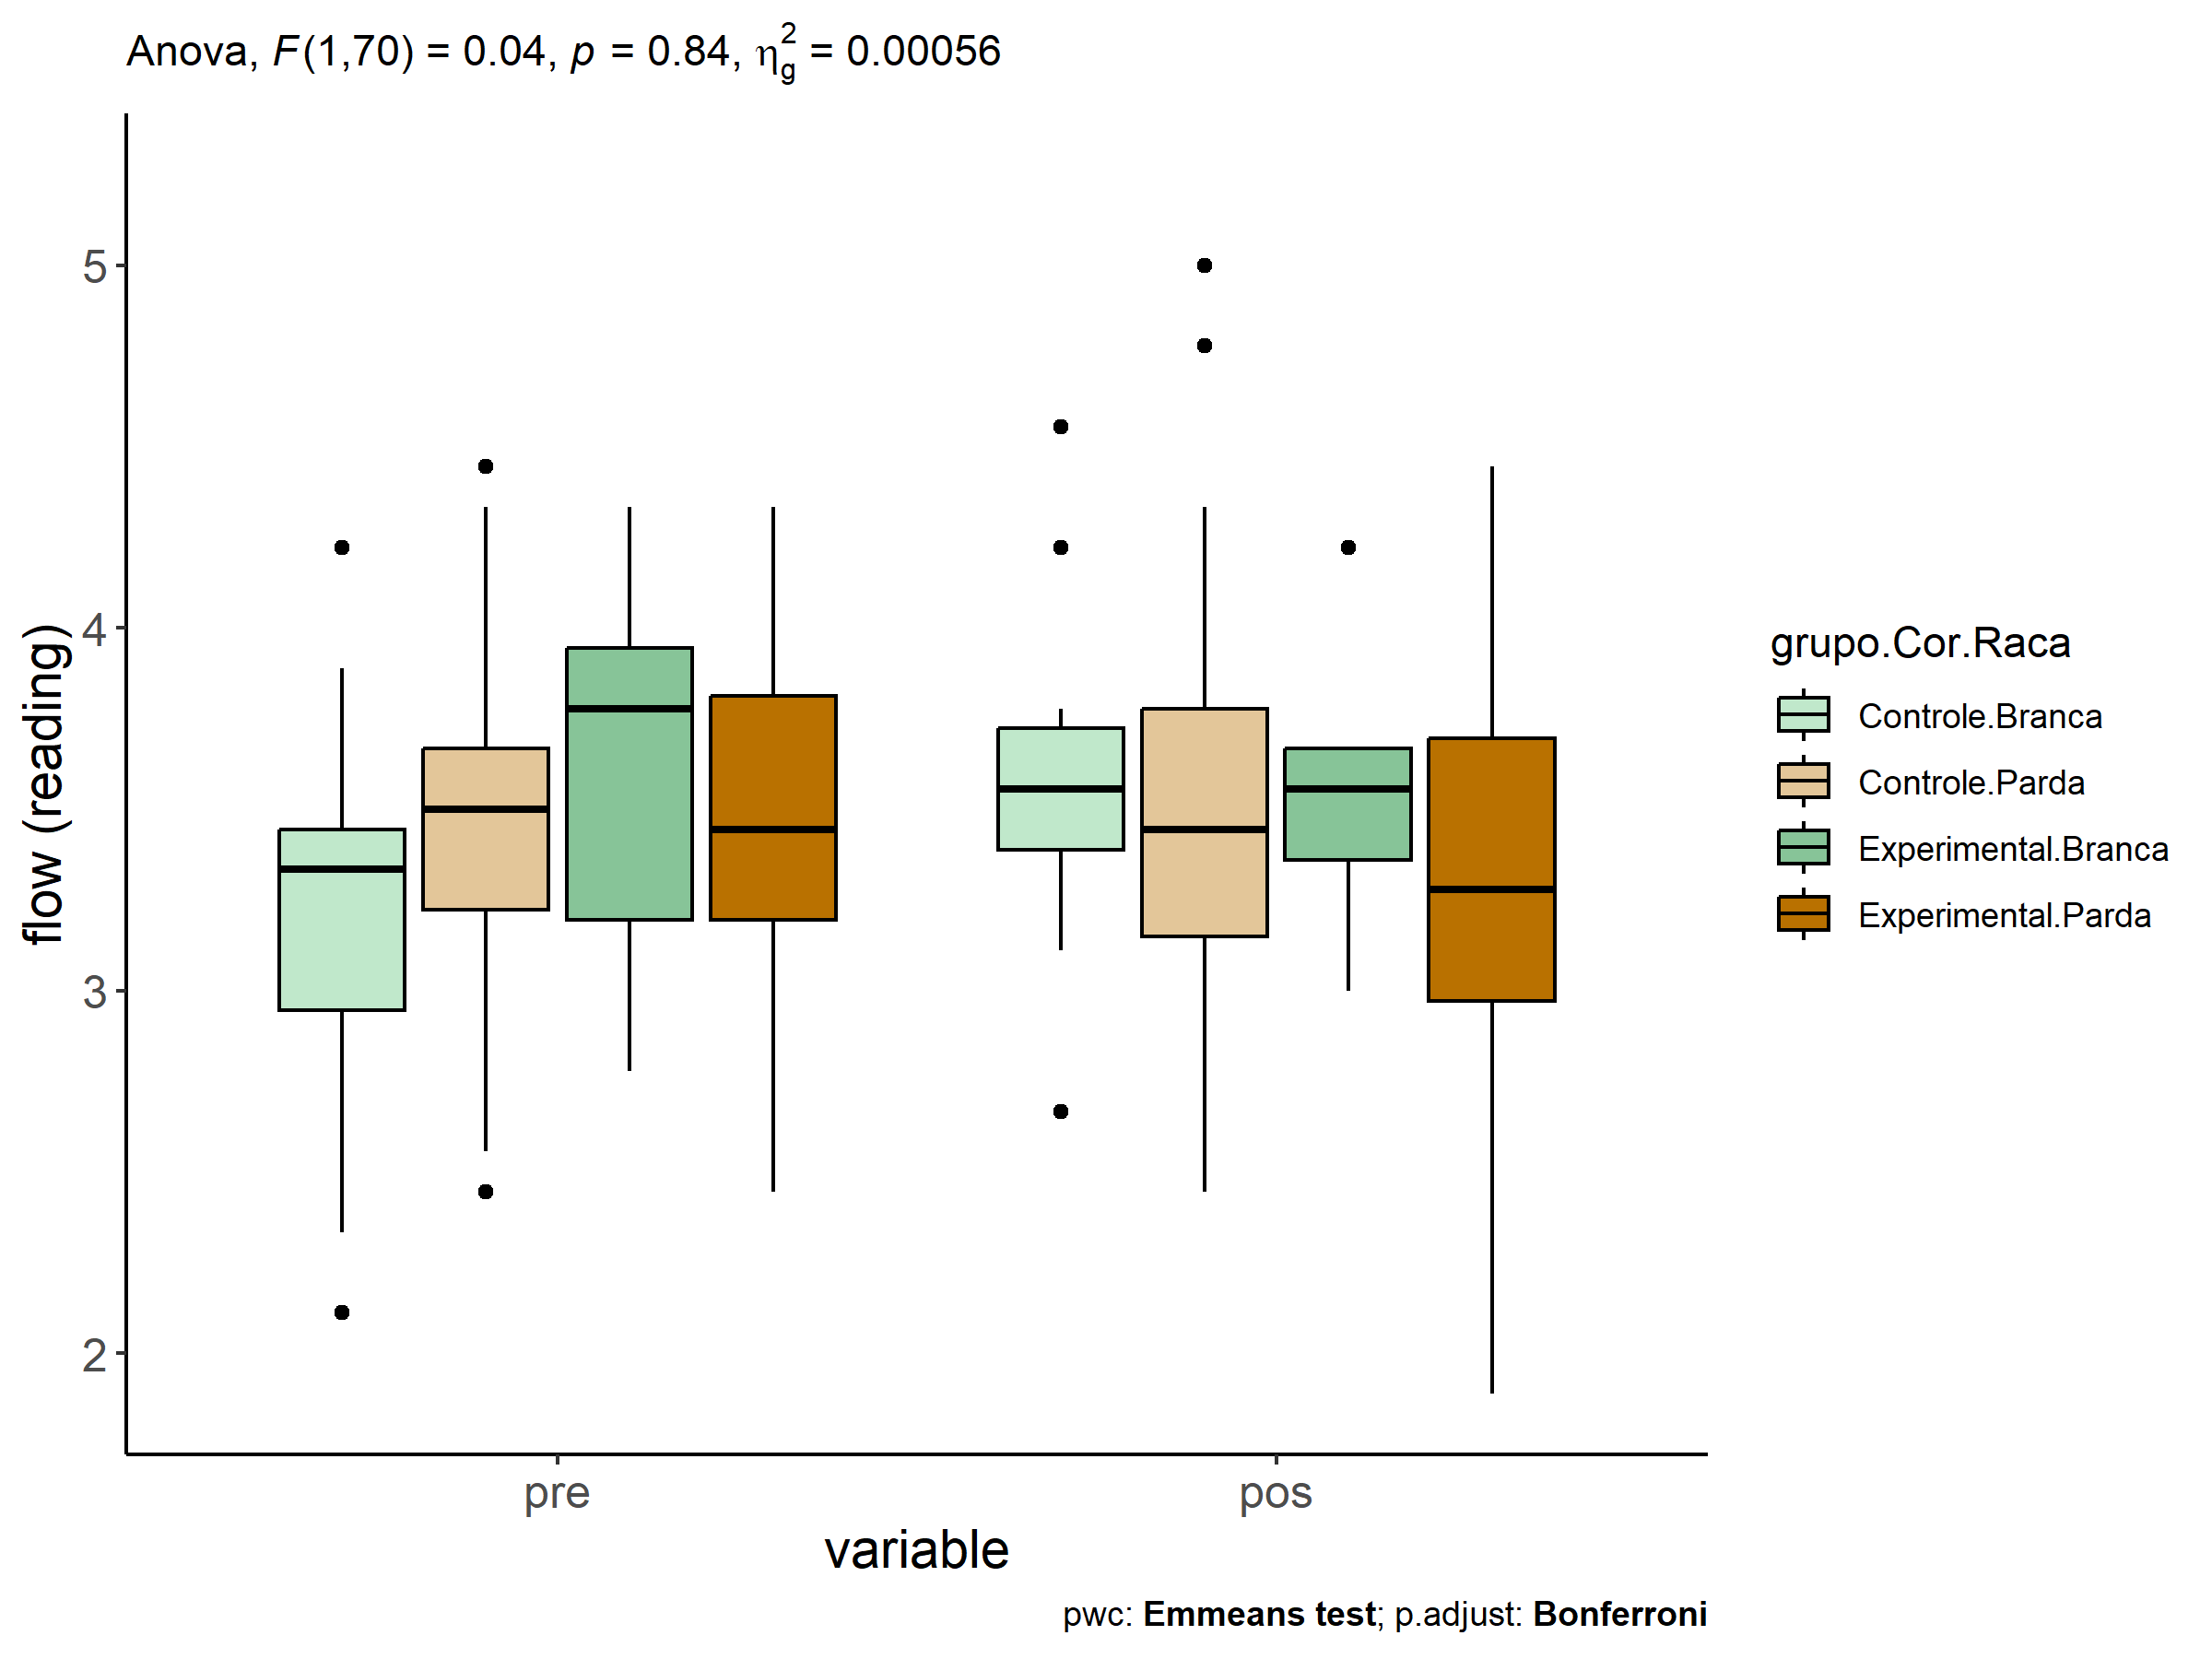 Anova, F(1,70) = 0.04, p = 0.84, η²g = 0.00056
5
4
3
2
flow (reading)
pre
pos
variable
grupo.Cor.Raca
Controle.Branca
Controle.Parda
Experimental.Branca
Experimental.Parda
pwc: Emmeans test; p.adjust: Bonferroni